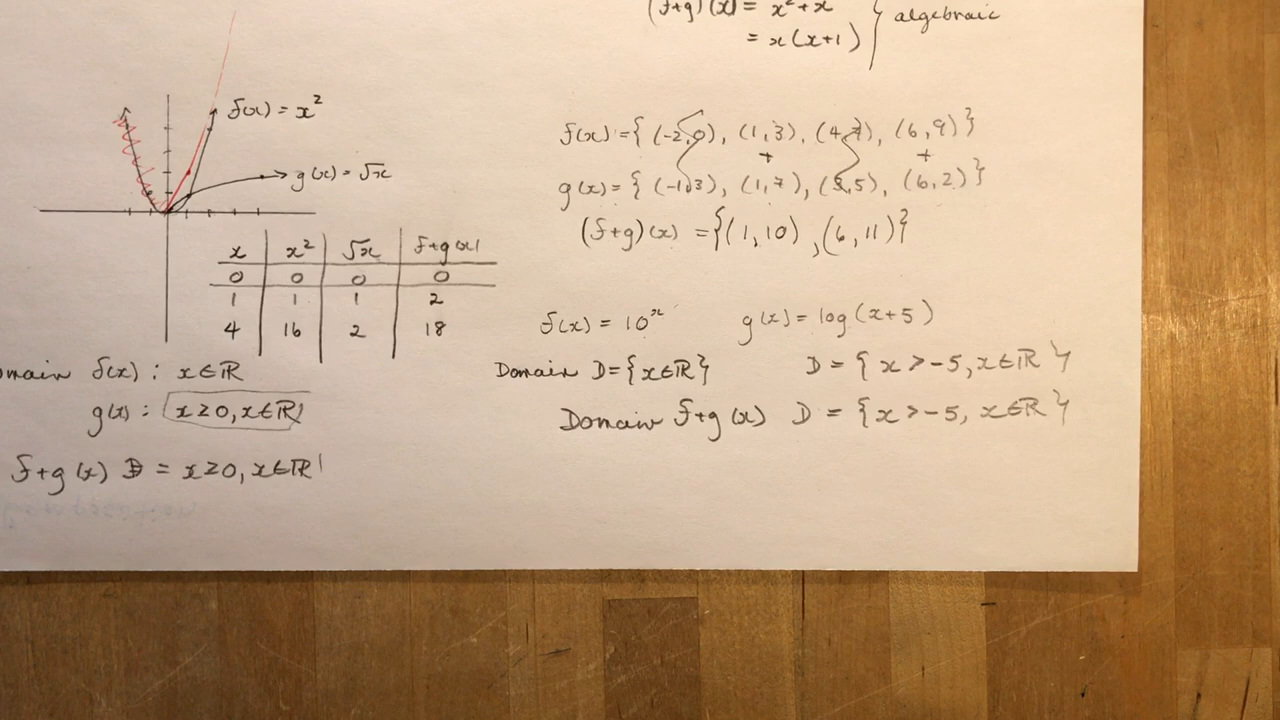 (f+g)(x) = x²+x } algebraic
= x(x+1)
f(x) = x²
g(x) = √x
x | x² | √x | f+g(x)
0 | 0 | 0 | 0
1 | 1 | 1 | 2
4 | 16 | 2 | 18
f(x): x∈ℝ
g(x): x≥0, x∈ℝ
f+g(x) D = x≥0, x∈ℝ
f(x) = { (-2,0), (1,3), (4,7), (6,9) }
+ +
g(x) = { (-1,3), (1,7), (3,5), (6,2) }
(f+g)(x) = {(1,10), (6,11)}
f(x) = 10ˣ g(x) = log(x+5)
Domain D={x∈ℝ} D = { x > -5, x∈ℝ }
Domain f+g(x) D = {x > -5, x∈ℝ }